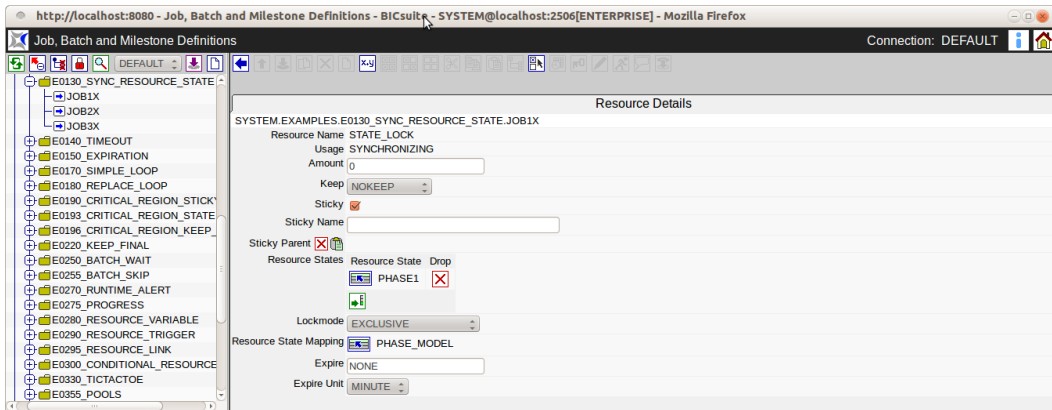 http://localhost:8080 - Job, Batch and Milestone Definitions - BICsuite - SYSTEM@localhost:2506[ENTERPRISE] - Mozilla Firefox
Job, Batch and Milestone Definitions
Connection: DEFAULT
DEFAULT
x,y
E0130_SYNC_RESOURCE_STATE
JOB1X
JOB2X
JOB3X
E0140_TIMEOUT
E0150_EXPIRATION
E0170_SIMPLE_LOOP
E0180_REPLACE_LOOP
E0190_CRITICAL_REGION_STICKY
E0193_CRITICAL_REGION_STATE
E0196_CRITICAL_REGION_KEEP_
E0220_KEEP_FINAL
E0250_BATCH_WAIT
E0255_BATCH_SKIP
E0270_RUNTIME_ALERT
E0275_PROGRESS
E0280_RESOURCE_VARIABLE
E0290_RESOURCE_TRIGGER
E0295_RESOURCE_LINK
E0300_CONDITIONAL_RESOURCE
E0330_TICTACTOE
E0355_POOLS
Resource Details
SYSTEM.EXAMPLES.E0130_SYNC_RESOURCE_STATE.JOB1X
Resource Name STATE_LOCK
Usage SYNCHRONIZING
Amount 0
Keep NOKEEP
Sticky
Sticky Name
Sticky Parent
Resource States Resource State Drop
PHASE1
Lockmode EXCLUSIVE
Resource State Mapping PHASE_MODEL
Expire NONE
Expire Unit MINUTE